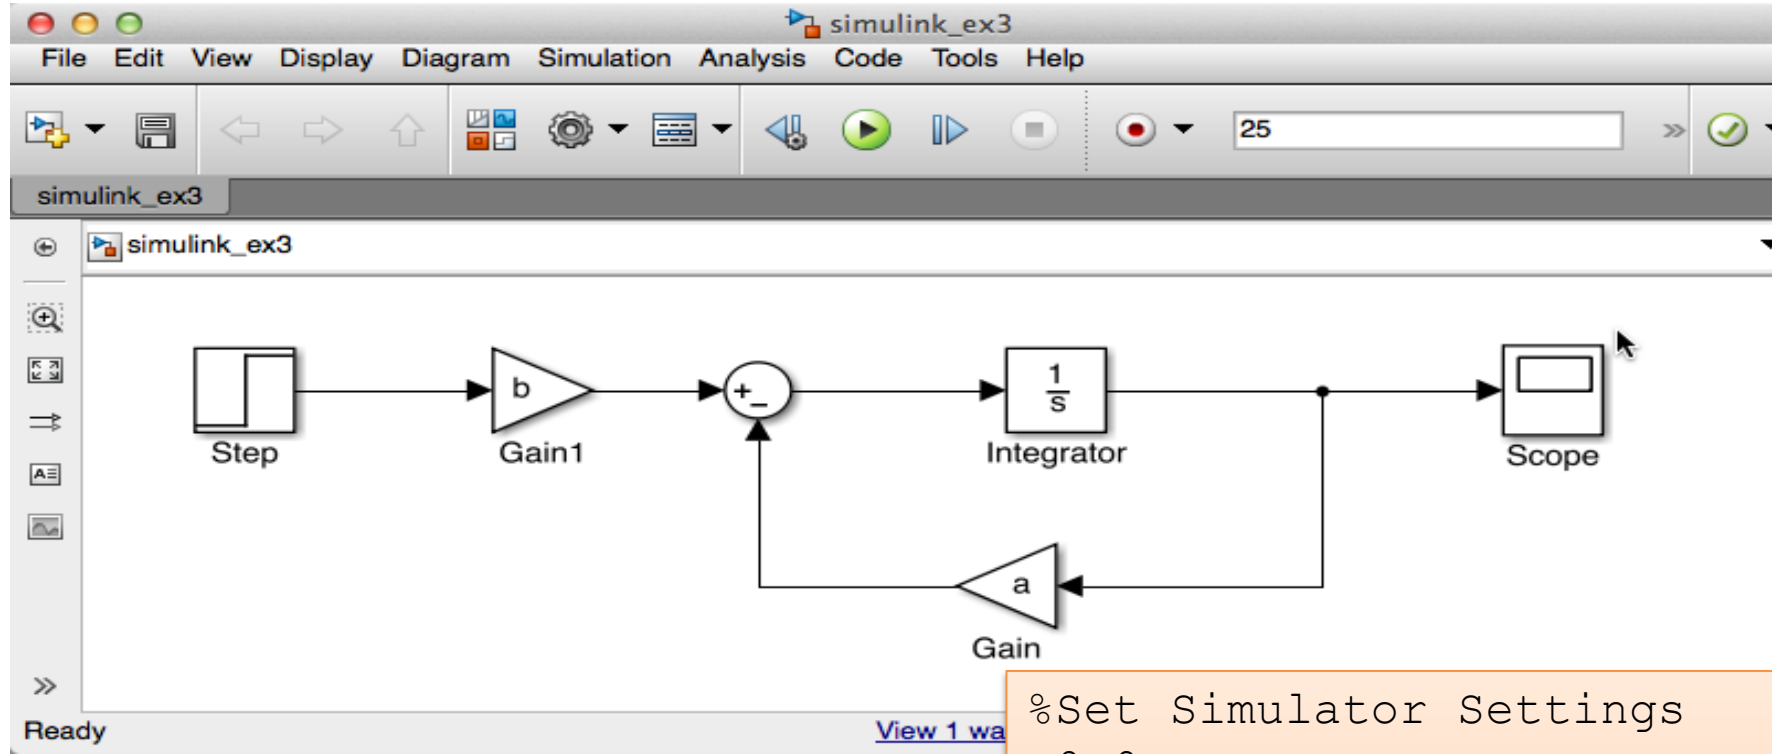 simulink_ex3
File Edit View Display Diagram Simulation Analysis Code Tools Help
25
simulink_ex3
simulink_ex3
b
+
_
1
s
Step
Gain1
Integrator
Scope
a
Gain
%Set Simulator Settings
Ready
View 1 wa